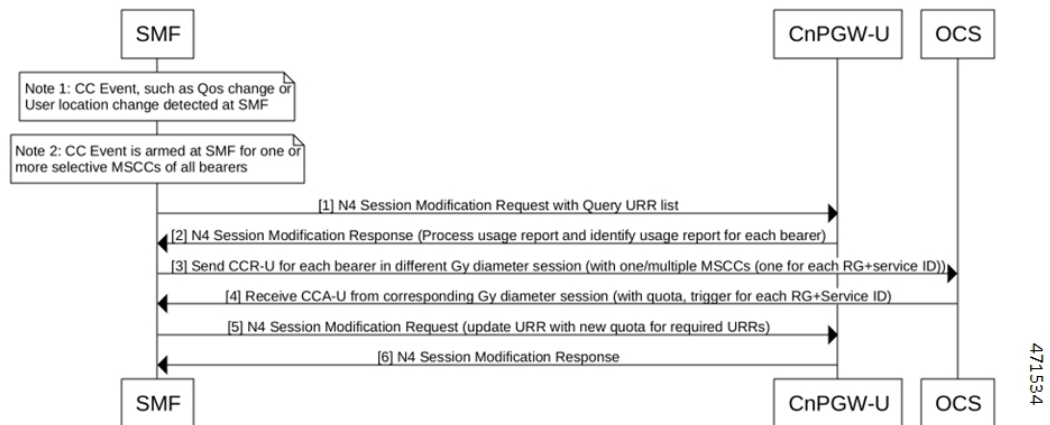 SMF
CnPGW-U
OCS
Note 1: CC Event, such as Qos change or
User location change detected at SMF
Note 2: CC Event is armed at SMF for one or
more selective MSCCs of all bearers
[1] N4 Session Modification Request with Query URR list
[2] N4 Session Modification Response (Process usage report and identify usage report for each bearer)
[3] Send CCR-U for each bearer in different Gy diameter session (with one/multiple MSCCs (one for each RG+service ID))
[4] Receive CCA-U from corresponding Gy diameter session (with quota, trigger for each RG+Service ID)
[5] N4 Session Modification Request (update URR with new quota for required URRs)
[6] N4 Session Modification Response
SMF
CnPGW-U
OCS
471534